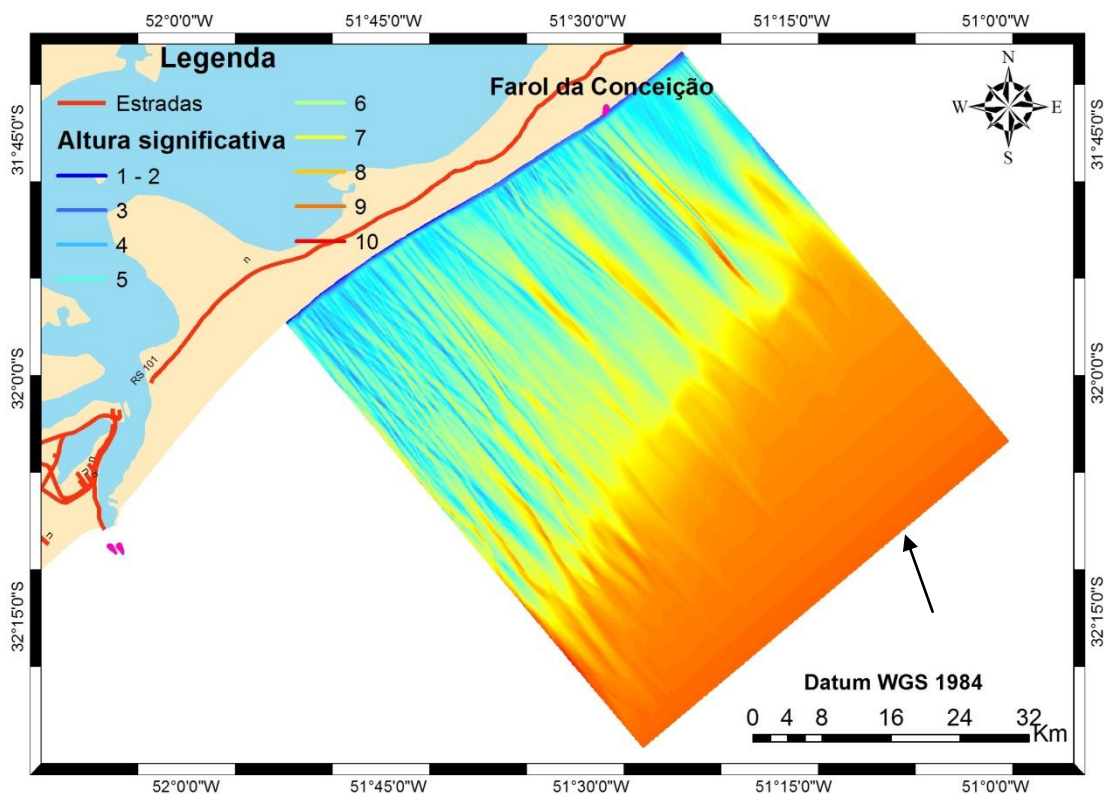 52°0'0"W 51°45'0"W 51°30'0"W 51°15'0"W 51°0'0"W
Legenda
Estradas
Altura significativa
1 - 2
3
4
5
6
7
8
9
10
Farol da Conceição
N
W E
S
31°45'0"S
31°45'0"S
n
RS 101
32°0'0"S
32°0'0"S
n
n
n
32°15'0"S
32°15'0"S
Datum WGS 1984
0 4 8 16 24 32
Km
52°0'0"W 51°45'0"W 51°30'0"W 51°15'0"W 51°0'0"W